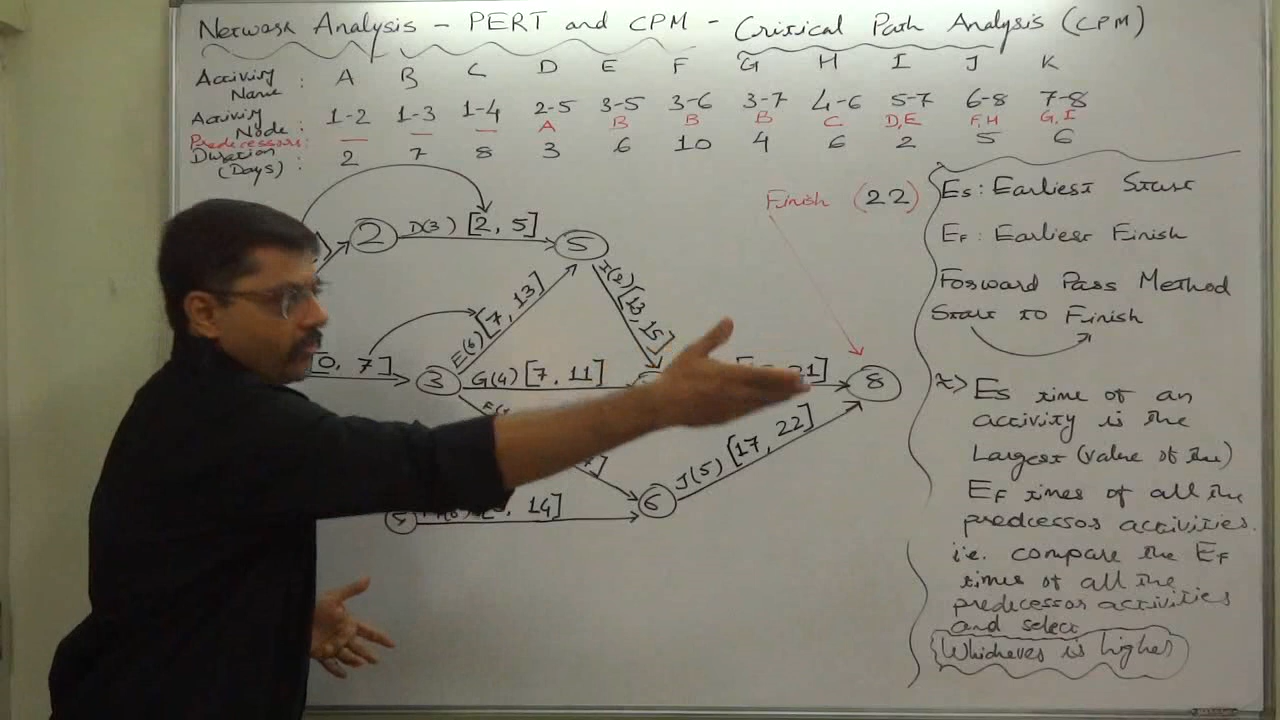 Network Analysis - PERT and CPM - Critical Path Analysis (CPM)
Activity Name : A B C D E F G H I J K
Activity Node : 1-2 1-3 1-4 2-5 3-5 3-6 3-7 4-6 5-7 6-8 7-8
Predecessors: — — — A B B B C D,E F,H G,I
Duration (Days) : 2 7 8 3 6 10 4 6 2 5 6
Finish (22)
2 D(3) [2, 5] 5
I(2) [13, 15]
E(6) [7, 13]
[0, 7] 3 G(4) [7, 11]
21] 8
J(5) [17, 22]
6
14]
Es : Earliest Start
EF : Earliest Finish
Forward Pass Method
Start to Finish
*> Es time of an
activity is the
Largest (value of the)
EF times of all the
predcessor activities.
i.e. compare the EF
times of all the
predecessor activities
and select
Whichever is higher